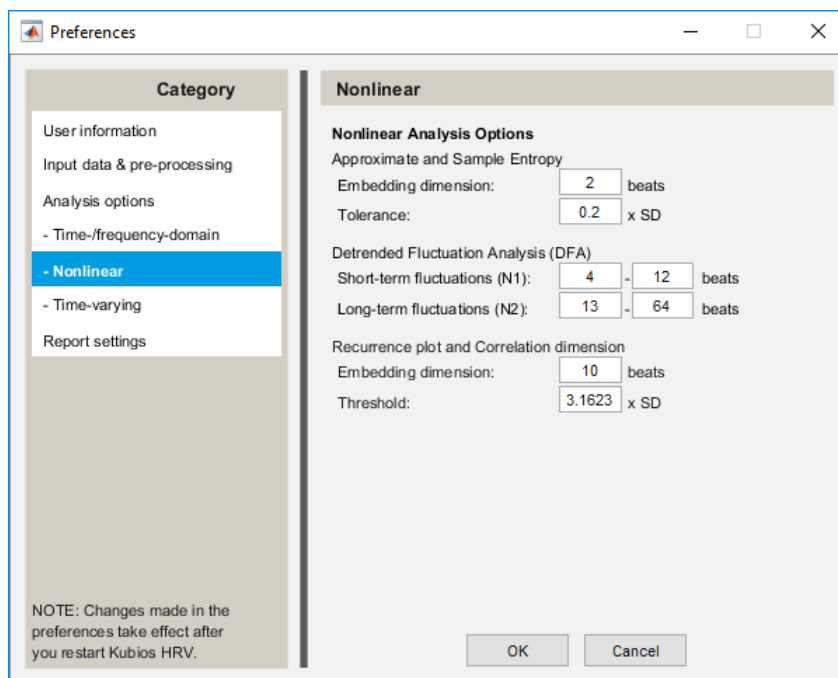 Preferences
Category
User information
Input data & pre-processing
Analysis options
- Time-/frequency-domain
- Nonlinear
- Time-varying
Report settings
NOTE: Changes made in the
preferences take effect after
you restart Kubios HRV.
Nonlinear
Nonlinear Analysis Options
Approximate and Sample Entropy
Embedding dimension: 2 beats
Tolerance: 0.2 x SD
Detrended Fluctuation Analysis (DFA)
Short-term fluctuations (N1): 4 - 12 beats
Long-term fluctuations (N2): 13 - 64 beats
Recurrence plot and Correlation dimension
Embedding dimension: 10 beats
Threshold: 3.1623 x SD
OK Cancel